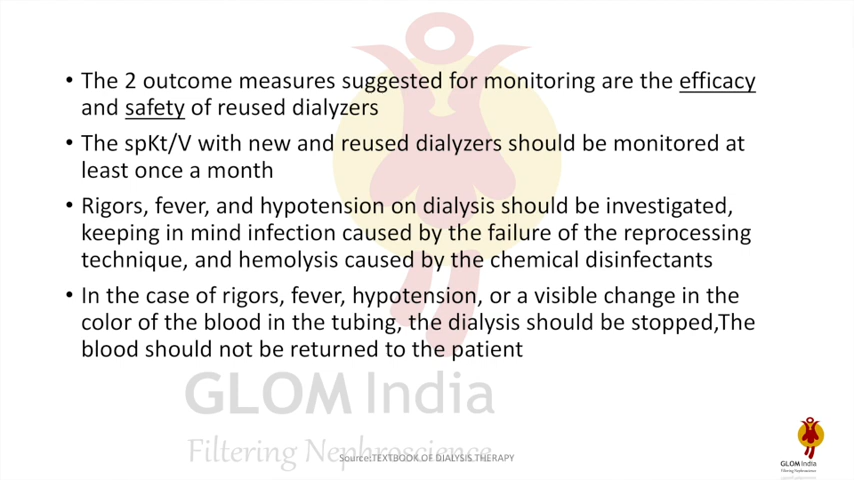 • The 2 outcome measures suggested for monitoring are the efficacy
and safety of reused dialyzers
• The spKt/V with new and reused dialyzers should be monitored at
least once a month
• Rigors, fever, and hypotension on dialysis should be investigated,
keeping in mind infection caused by the failure of the reprocessing
technique, and hemolysis caused by the chemical disinfectants
• In the case of rigors, fever, hypotension, or a visible change in the
color of the blood in the tubing, the dialysis should be stopped,The
blood should not be returned to the patient
GLOM India
Filtering Nephroscience
Source:TEXTBOOK OF DIALYSIS THERAPY
GLOM India
Filtering Nephroscience